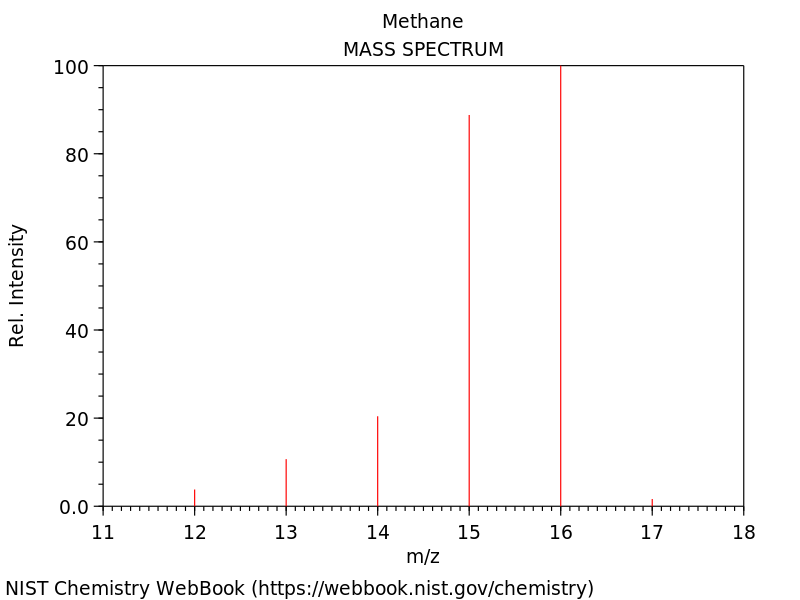 Methane
MASS SPECTRUM
100
80
60
40
20
0.0
Rel. Intensity
11 12 13 14 15 16 17 18
m/z
NIST Chemistry WebBook (https://webbook.nist.gov/chemistry)